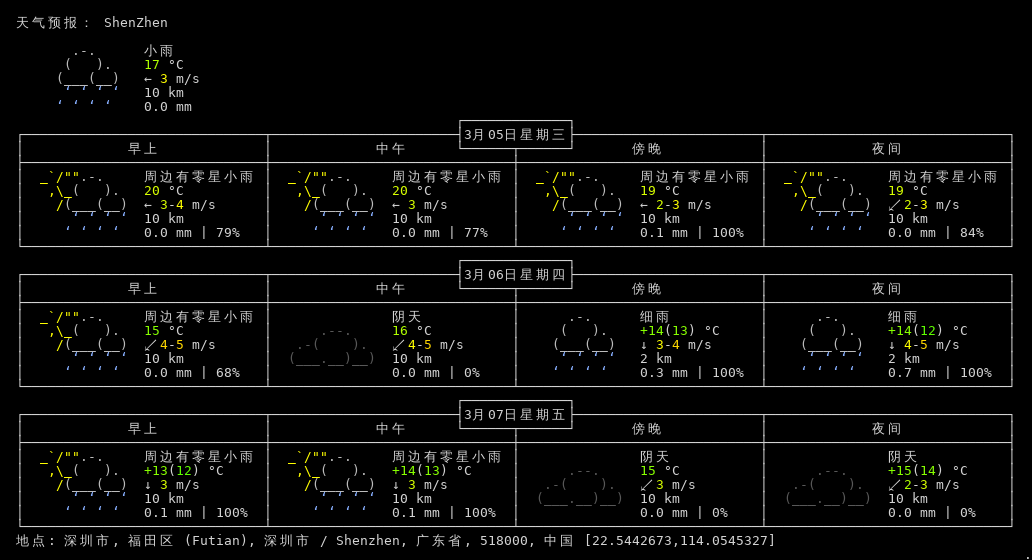 天气预报： ShenZhen
小雨
17 °C
← 3 m/s
10 km
0.0 mm
3月05日星期三
早上 中午 傍晚 夜间
周边有零星小雨 周边有零星小雨 周边有零星小雨 周边有零星小雨
20 °C 20 °C 19 °C 19 °C
← 3-4 m/s ← 3 m/s ← 2-3 m/s ↙ 2-3 m/s
10 km 10 km 10 km 10 km
0.0 mm | 79% 0.0 mm | 77% 0.1 mm | 100% 0.0 mm | 84%
3月06日星期四
早上 中午 傍晚 夜间
周边有零星小雨 阴天 细雨 细雨
15 °C 16 °C +14(13) °C +14(12) °C
↙ 4-5 m/s ↙ 4-5 m/s ↓ 3-4 m/s ↓ 4-5 m/s
10 km 10 km 2 km 2 km
0.0 mm | 68% 0.0 mm | 0% 0.3 mm | 100% 0.7 mm | 100%
3月07日星期五
早上 中午 傍晚 夜间
周边有零星小雨 周边有零星小雨 阴天 阴天
+13(12) °C +14(13) °C 15 °C +15(14) °C
↓ 3 m/s ↓ 3 m/s ↙ 3 m/s ↙ 2-3 m/s
10 km 10 km 10 km 10 km
0.1 mm | 100% 0.1 mm | 100% 0.0 mm | 0% 0.0 mm | 0%
地点: 深圳市, 福田区 (Futian), 深圳市 / Shenzhen, 广东省, 518000, 中国 [22.5442673,114.0545327]